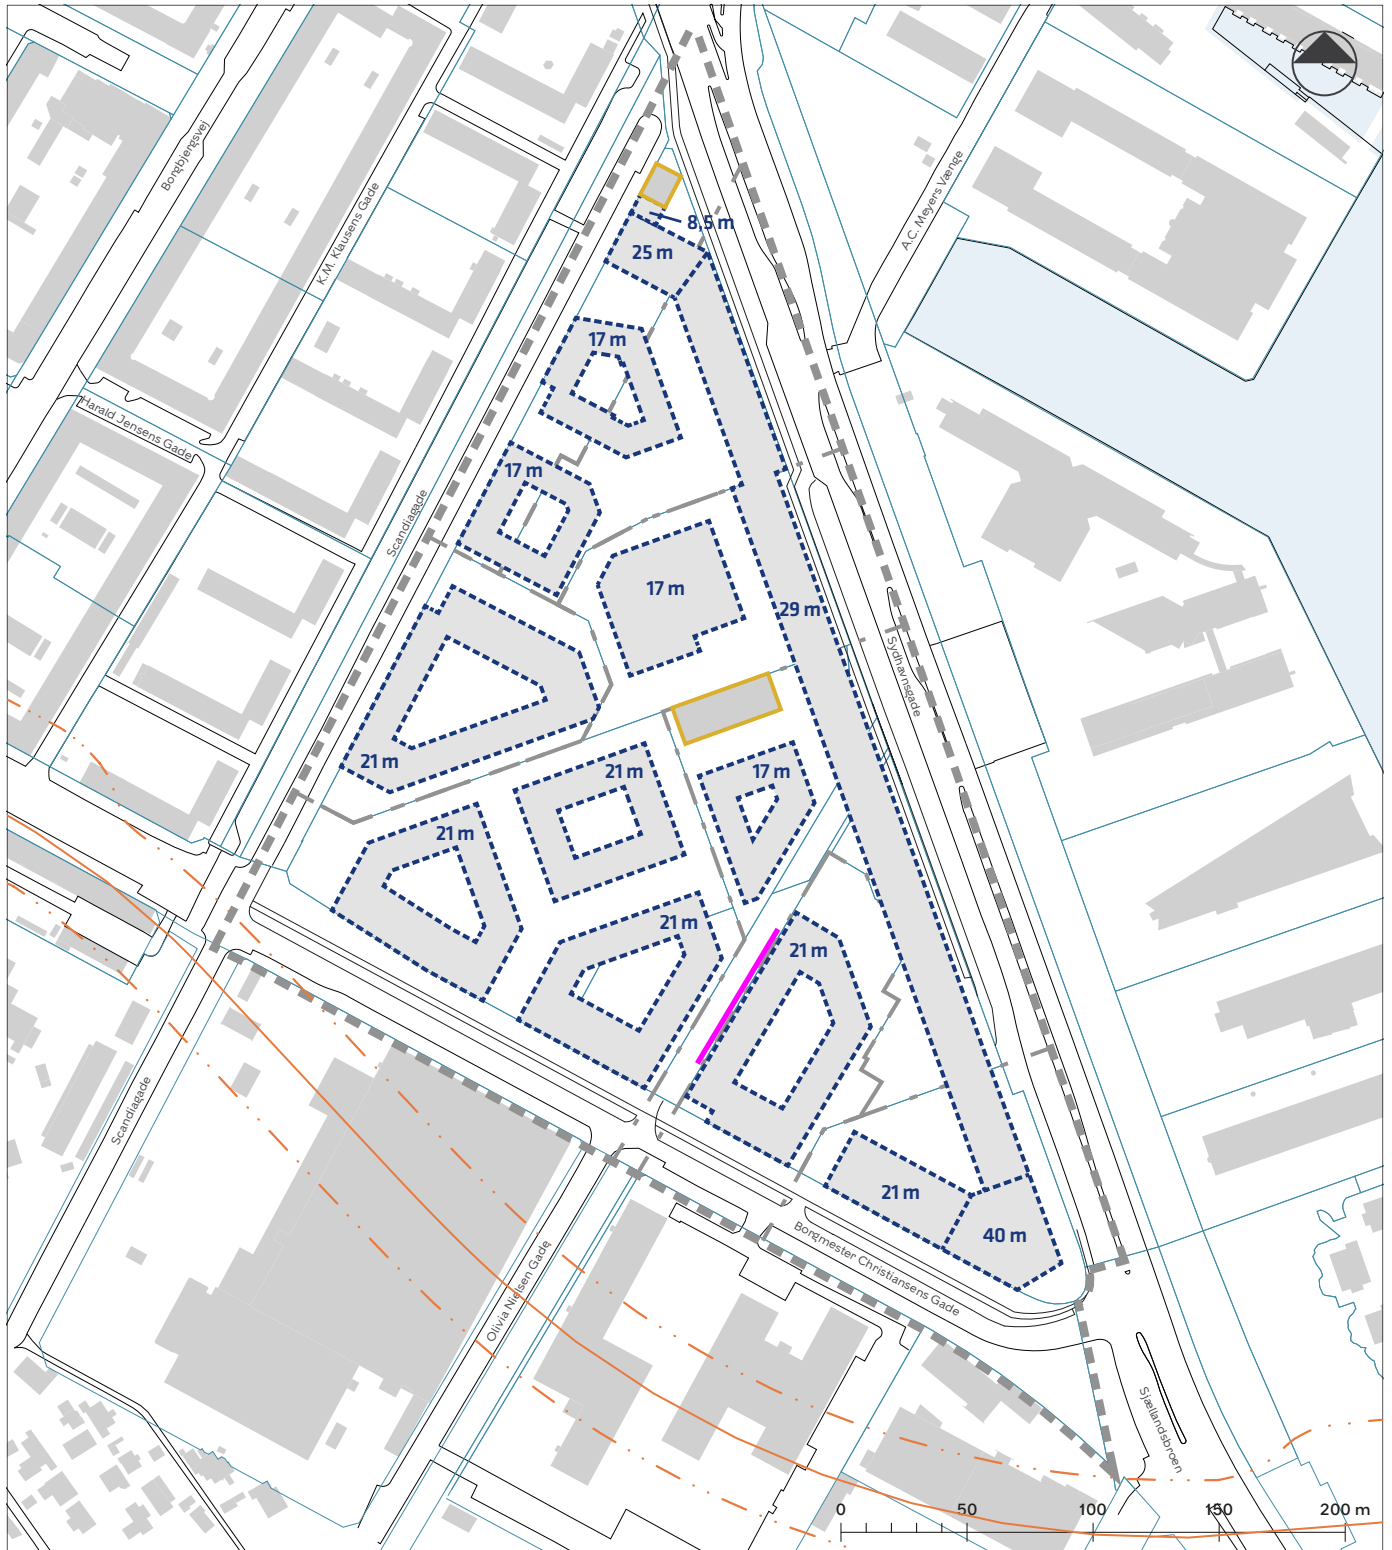 Borgbjergsvej
K.M. Klausens Gade
A.C. Meyers Vænge
8,5 m
25 m
17 m
Harald Jensens Gade
17 m
Scandiagade
17 m
29 m
Sydhavnsgade
21 m
21 m
17 m
21 m
21 m
21 m
Scandiagade
21 m
40 m
Borgmester Christiansens Gade
Olivia Nielsen Gade
Sjællandsbroen
0 50 100 150 200 m